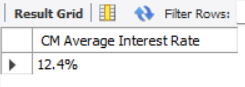 Result Grid Filter Rows:
CM Average Interest Rate
12.4%